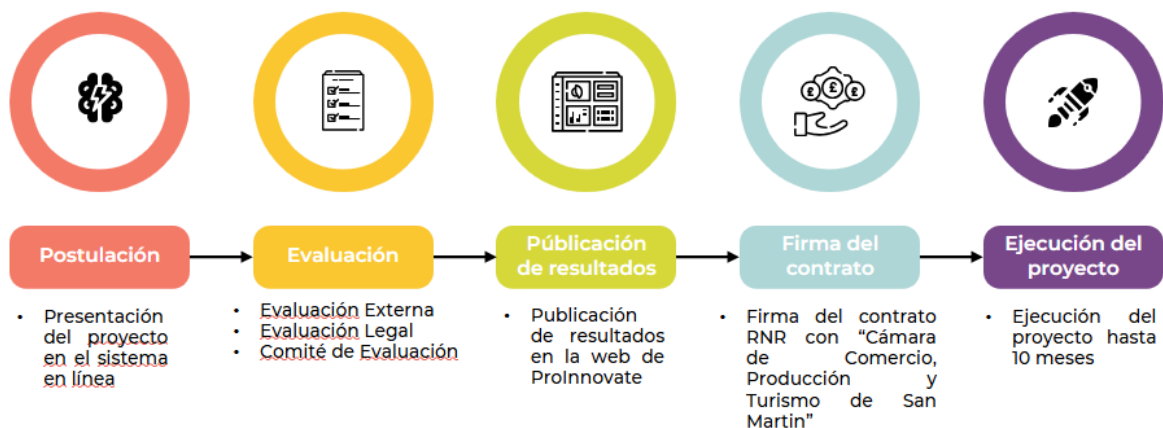 Postulación
Evaluación
Públicación
de resultados
Firma del
contrato
Ejecución del
proyecto
• Presentación
del proyecto
en el sistema
en línea
• Evaluación Externa
• Evaluación Legal
• Comité de Evaluación
• Publicación
de resultados
en la web de
ProInnovate
• Firma del contrato
RNR con “Cámara
de Comercio,
Producción y
Turismo de San
Martin”
• Ejecución del
proyecto hasta
10 meses